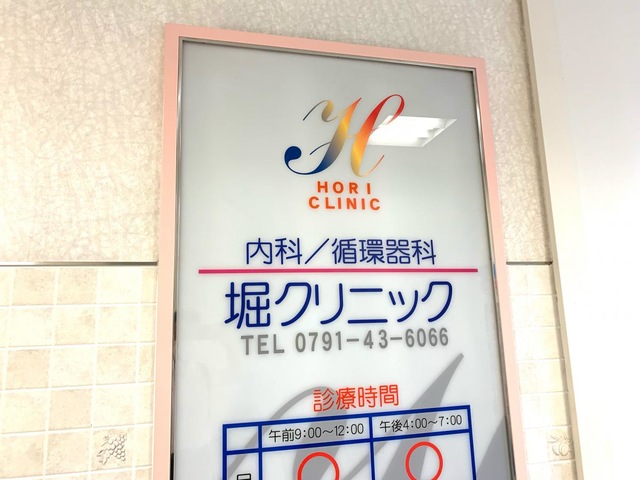 H
HORI
CLINIC
内科／循環器科
堀クリニック
TEL 0791-43-6066
診療時間
午前9:00～12:00 午後4:00～7:00